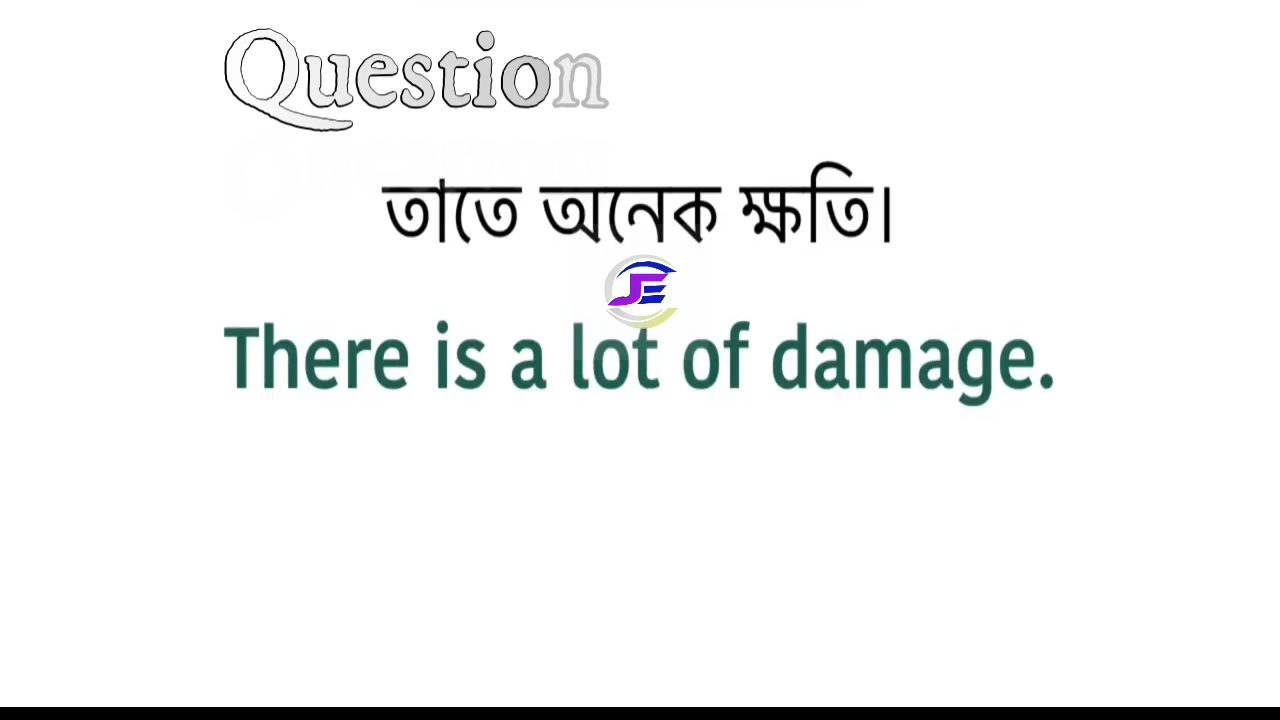 Question
তাতে অনেক ক্ষতি।
There is a lot of damage.